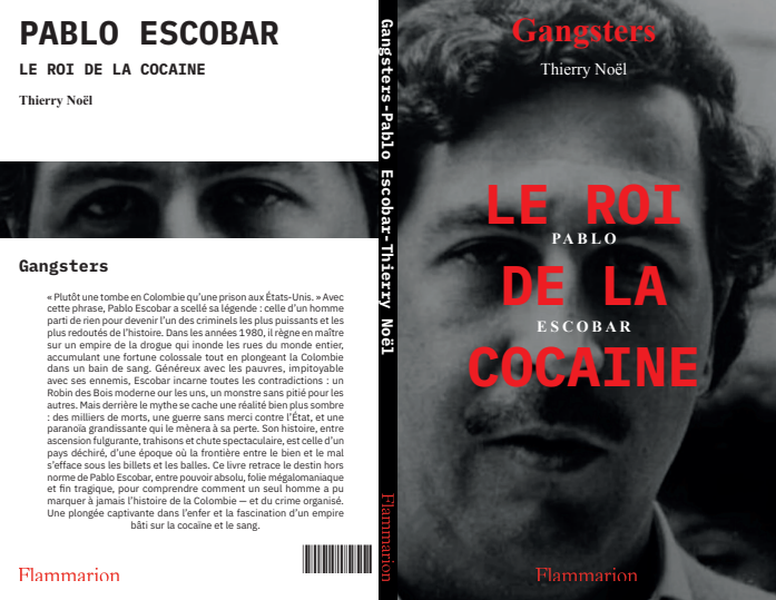 PABLO ESCOBAR
LE ROI DE LA COCAINE
Thierry Noël
Gangsters
« Plutôt une tombe en Colombie qu’une prison aux États-Unis. » Avec
cette phrase, Pablo Escobar a scellé sa légende : celle d’un homme
parti de rien pour devenir l’un des criminels les plus puissants et les
plus redoutés de l’histoire. Dans les années 1980, il règne en maître
sur un empire de la drogue qui inonde les rues du monde entier,
accumulant une fortune colossale tout en plongeant la Colombie
dans un bain de sang. Généreux avec les pauvres, impitoyable
avec ses ennemis, Escobar incarne toutes les contradictions : un
Robin des Bois moderne our les uns, un monstre sans pitié pour les
autres. Mais derrière le mythe se cache une réalité bien plus sombre
: des milliers de morts, une guerre sans merci contre l’État, et une
paranoïa grandissante qui le mènera à sa perte. Son histoire, entre
ascension fulgurante, trahisons et chute spectaculaire, est celle d’un
pays déchiré, d’une époque où la frontière entre le bien et le mal
s’efface sous les billets et les balles. Ce livre retrace le destin hors
norme de Pablo Escobar, entre pouvoir absolu, folie mégalomaniaque
et fin tragique, pour comprendre comment un seul homme a pu
marquer à jamais l’histoire de la Colombie — et du crime organisé.
Une plongée captivante dans l’enfer et la fascination d’un empire
bâti sur la cocaïne et le sang.
Flammarion
Gangsters-Pablo Escobar-Thierry Noël
Flammarion
Gangsters
Thierry Noël
LE ROI
PABLO
DE LA
ESCOBAR
COCAINE
Flammarion